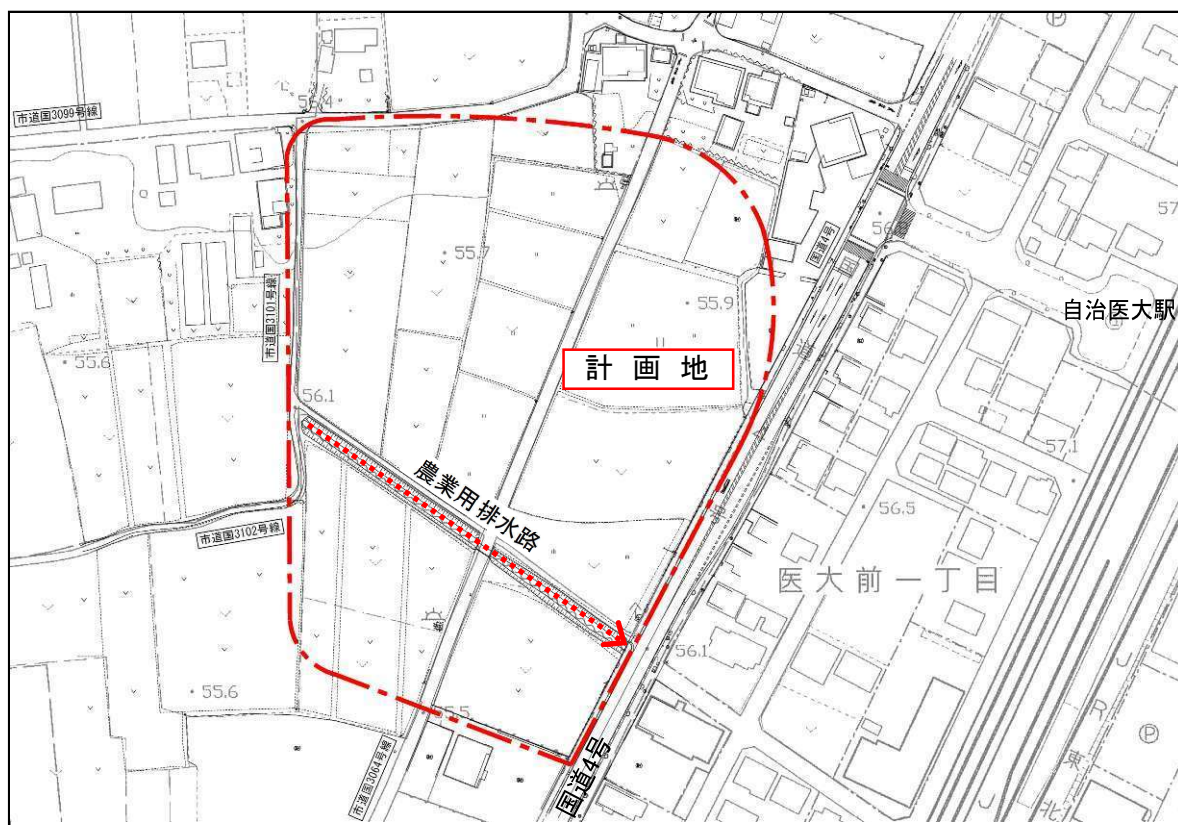 市道国3099号線
55.7
国道4号
56.8
57
自治医大駅
55.9
計画地
市道国3101号線
55.6
56.1
57.1
農業用排水路
56.5
市道国3102号線
医大前一丁目
56.1
55.6
55.5
市道国3064号線
国道4号
P
P
J
R
東
北